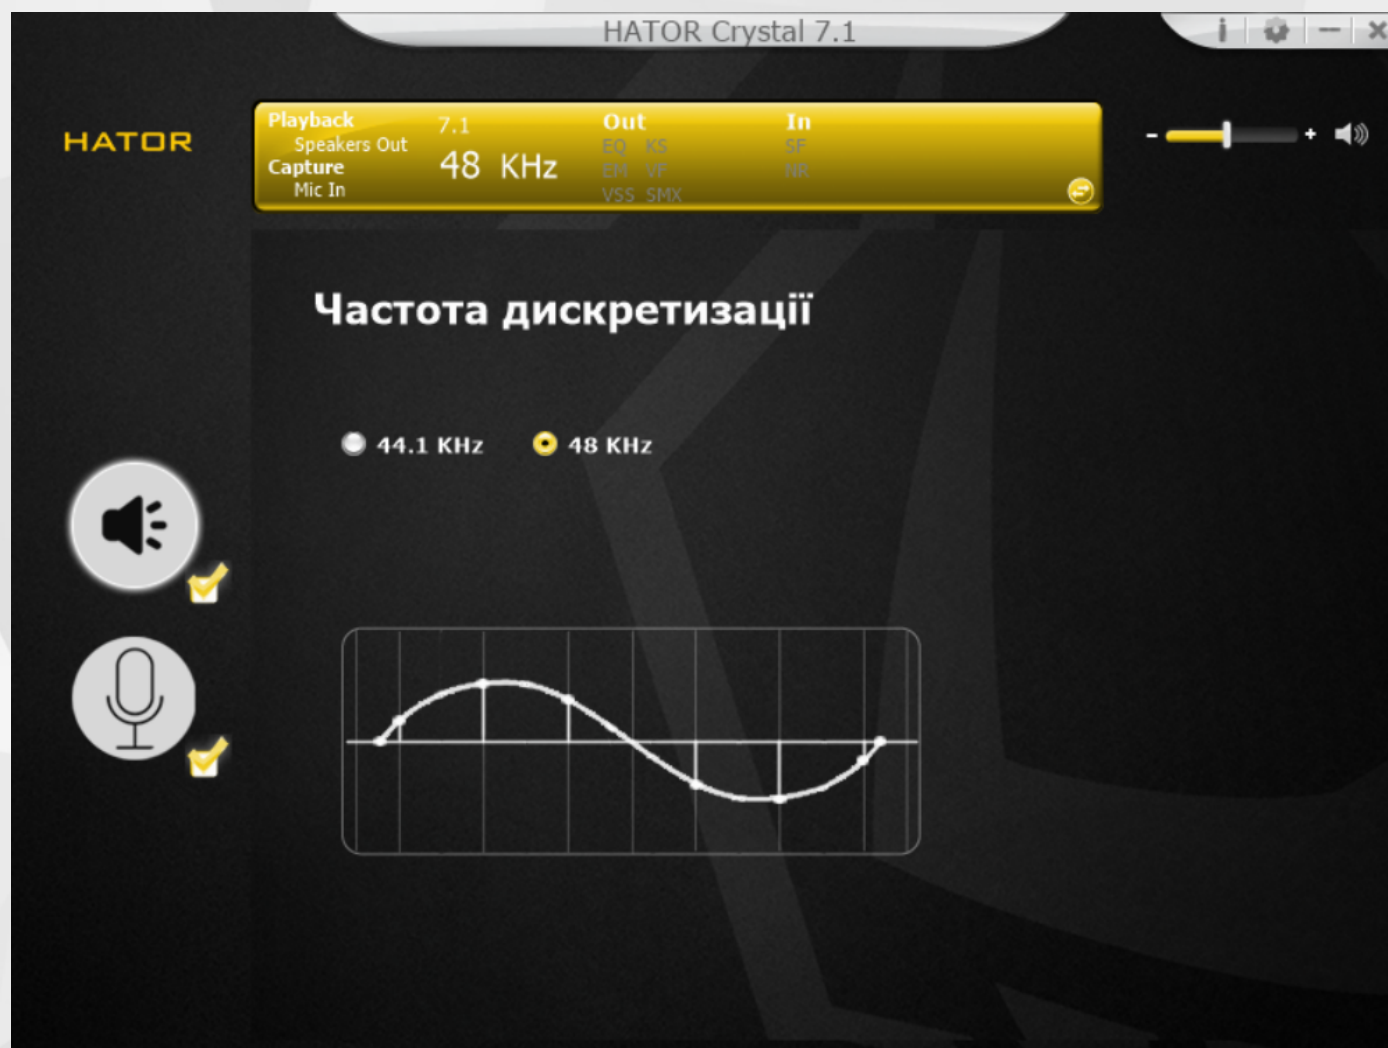 HATOR Crystal 7.1
i
HATOR
Playback 7.1 Out In
Speakers Out EQ KS SF
Capture 48 KHz EM VF NR
Mic In VSS SMX
- +
Частота дискретизації
44.1 KHz 48 KHz